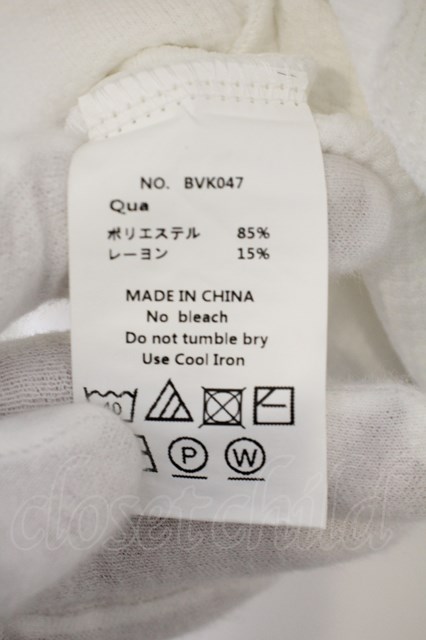 NO. BVK047
Qua
ポリエステル 85%
レーヨン 15%
MADE IN CHINA
No bleach
Do not tumble bry
Use Cool Iron
40
P W
closetchild